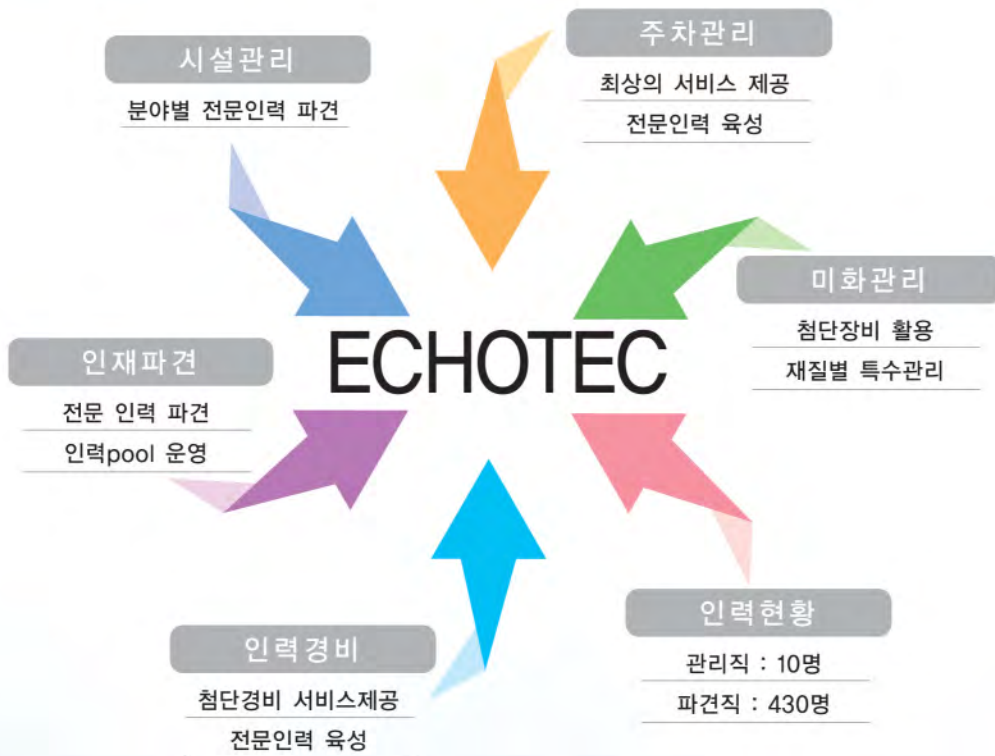 시설관리
분야별 전문인력 파견
주차관리
최상의 서비스 제공
전문인력 육성
미화관리
첨단장비 활용
재질별 특수관리
ECHOTEC
인재파견
전문 인력 파견
인력pool 운영
인력경비
첨단경비 서비스제공
전문인력 육성
인력현황
관리직 : 10명
파견직 : 430명